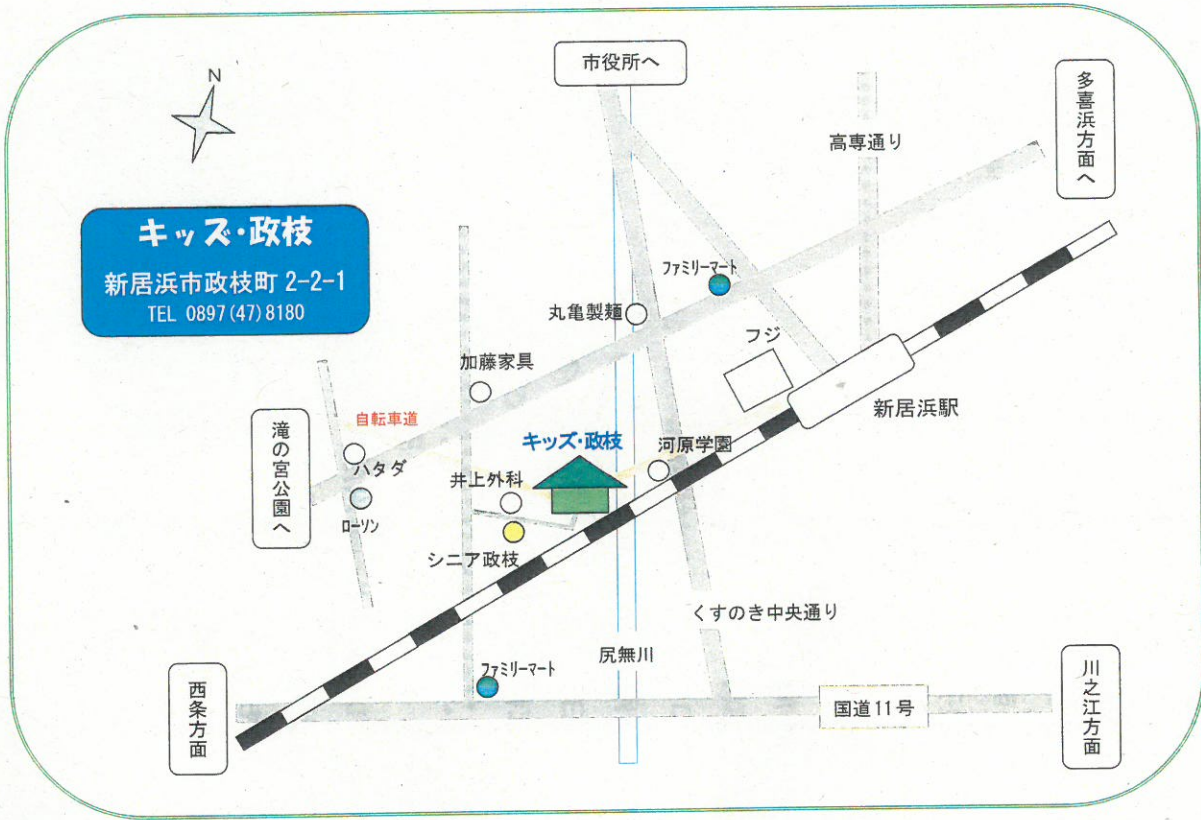 N
市役所へ
多喜浜方面へ
高専通り
キッズ・政枝
新居浜市政枝町 2-2-1
TEL 0897(47)8180
ファミリーマート
丸亀製麺
フジ
加藤家具
新居浜駅
自転車道
滝の宮公園へ
キッズ・政枝
河原学園
ハタダ
井上外科
ローソン
シニア政枝
くすのき中央通り
尻無川
ファミリーマート
西条方面
国道11号
川之江方面